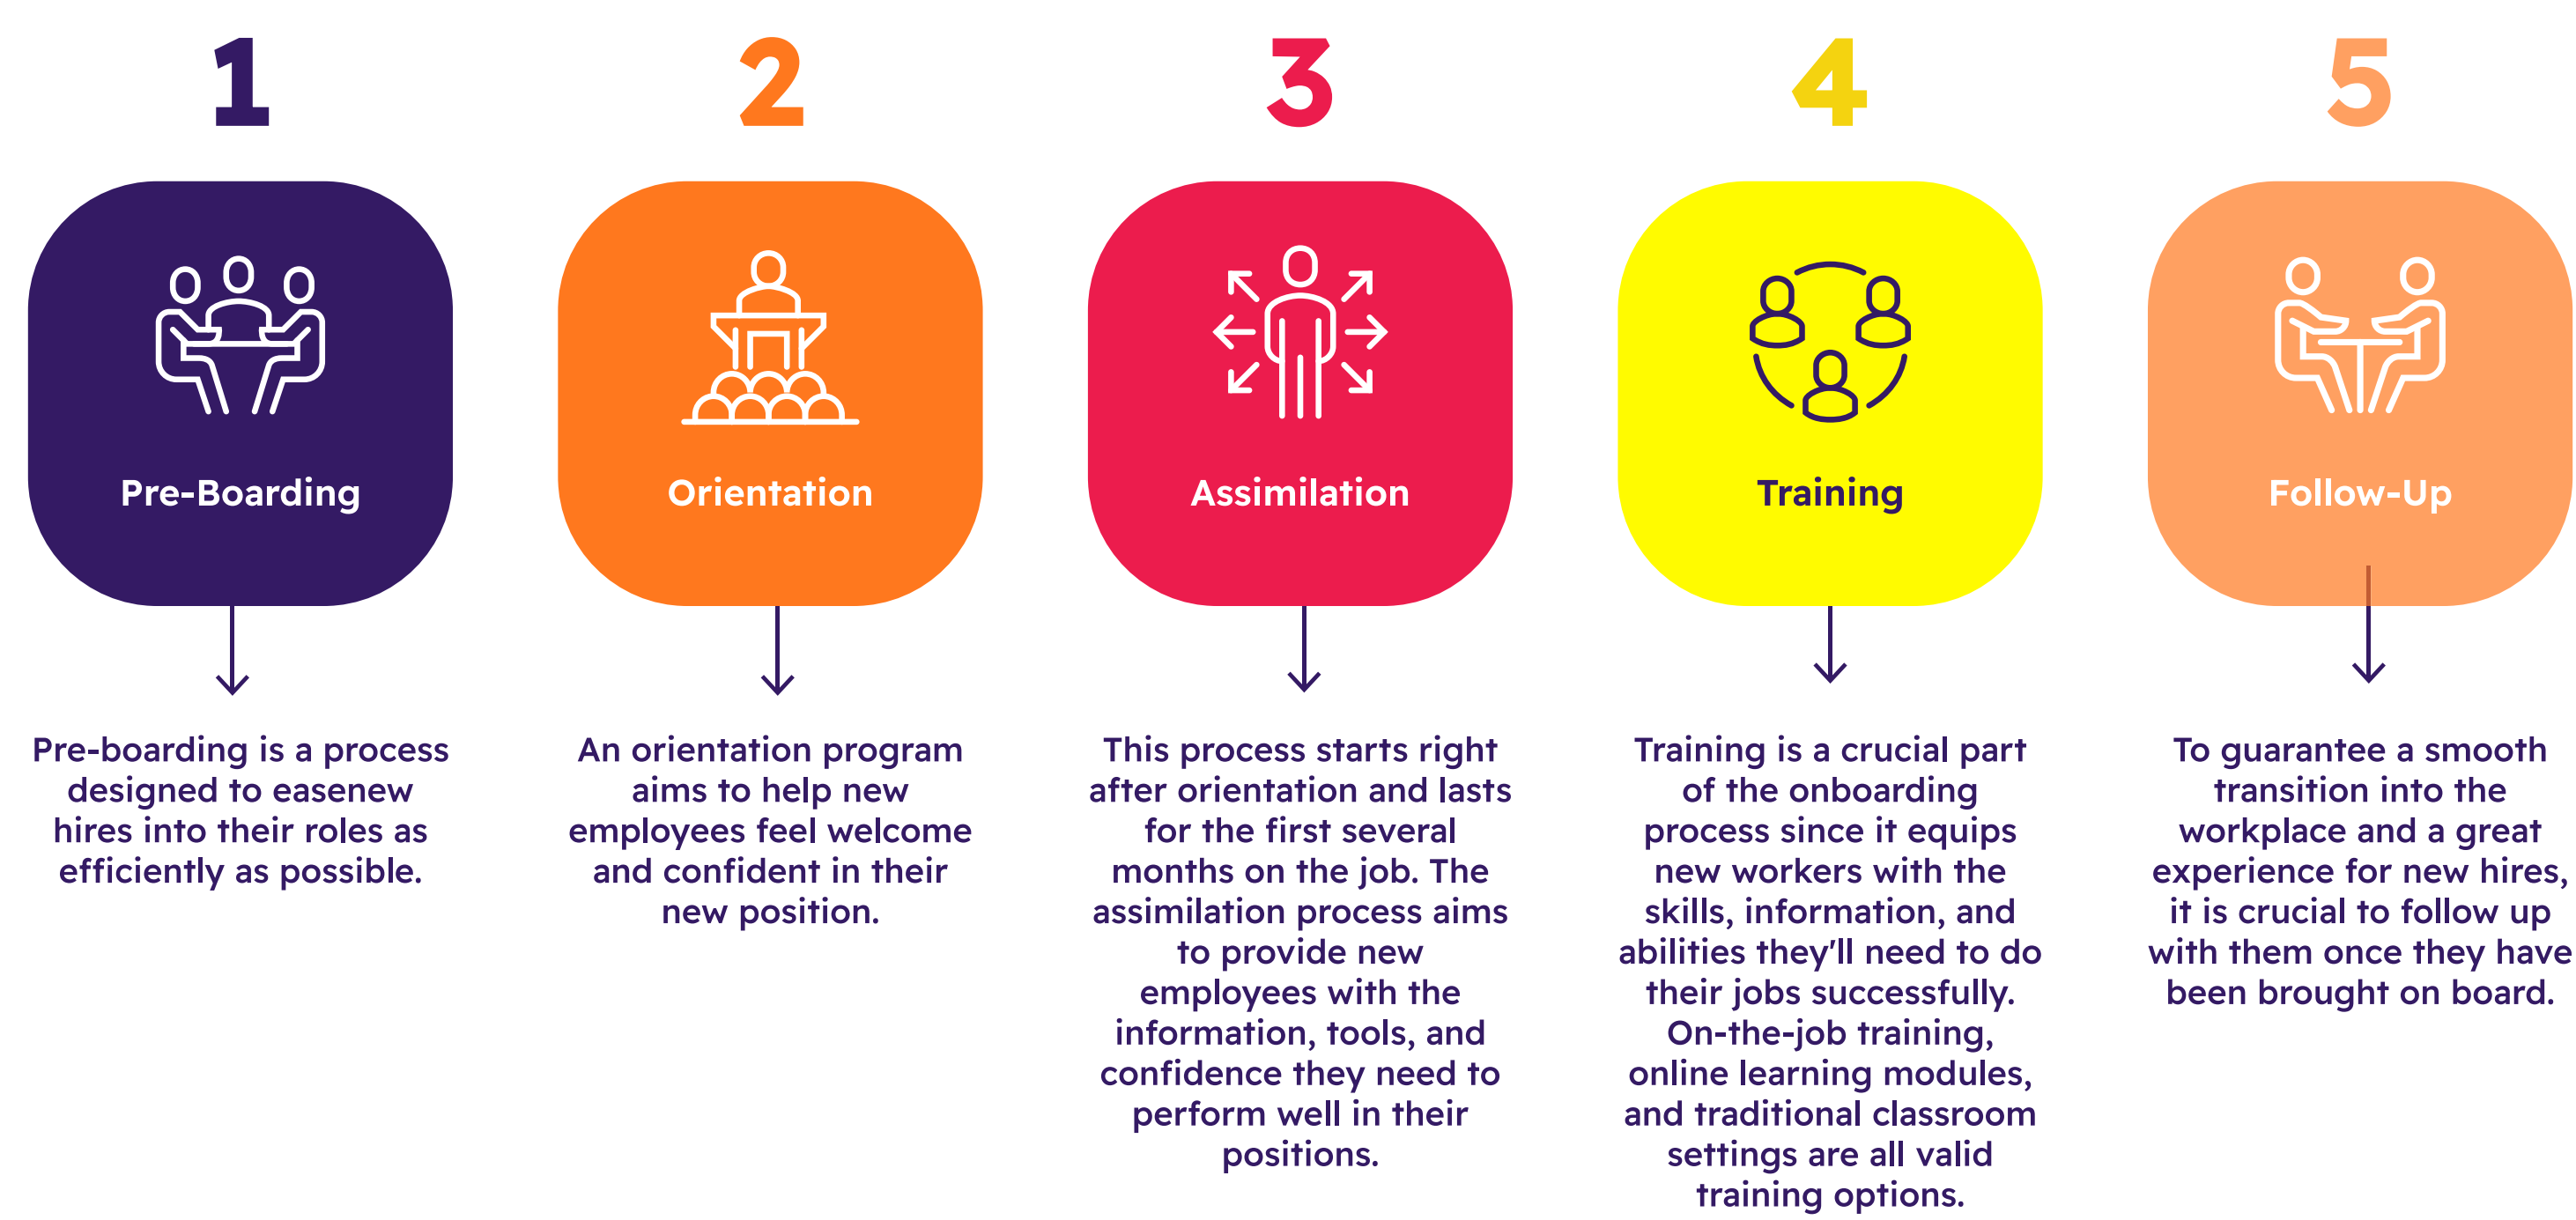 1
Pre-Boarding
Pre-boarding is a process
designed to easenew
hires into their roles as
efficiently as possible.
2
Orientation
An orientation program
aims to help new
employees feel welcome
and confident in their
new position.
3
Assimilation
This process starts right
after orientation and lasts
for the first several
months on the job. The
assimilation process aims
to provide new
employees with the
information, tools, and
confidence they need to
perform well in their
positions.
4
Training
Training is a crucial part
of the onboarding
process since it equips
new workers with the
skills, information, and
abilities they'll need to do
their jobs successfully.
On-the-job training,
online learning modules,
and traditional classroom
settings are all valid
training options.
5
Follow-Up
To guarantee a smooth
transition into the
workplace and a great
experience for new hires,
it is crucial to follow up
with them once they have
been brought on board.